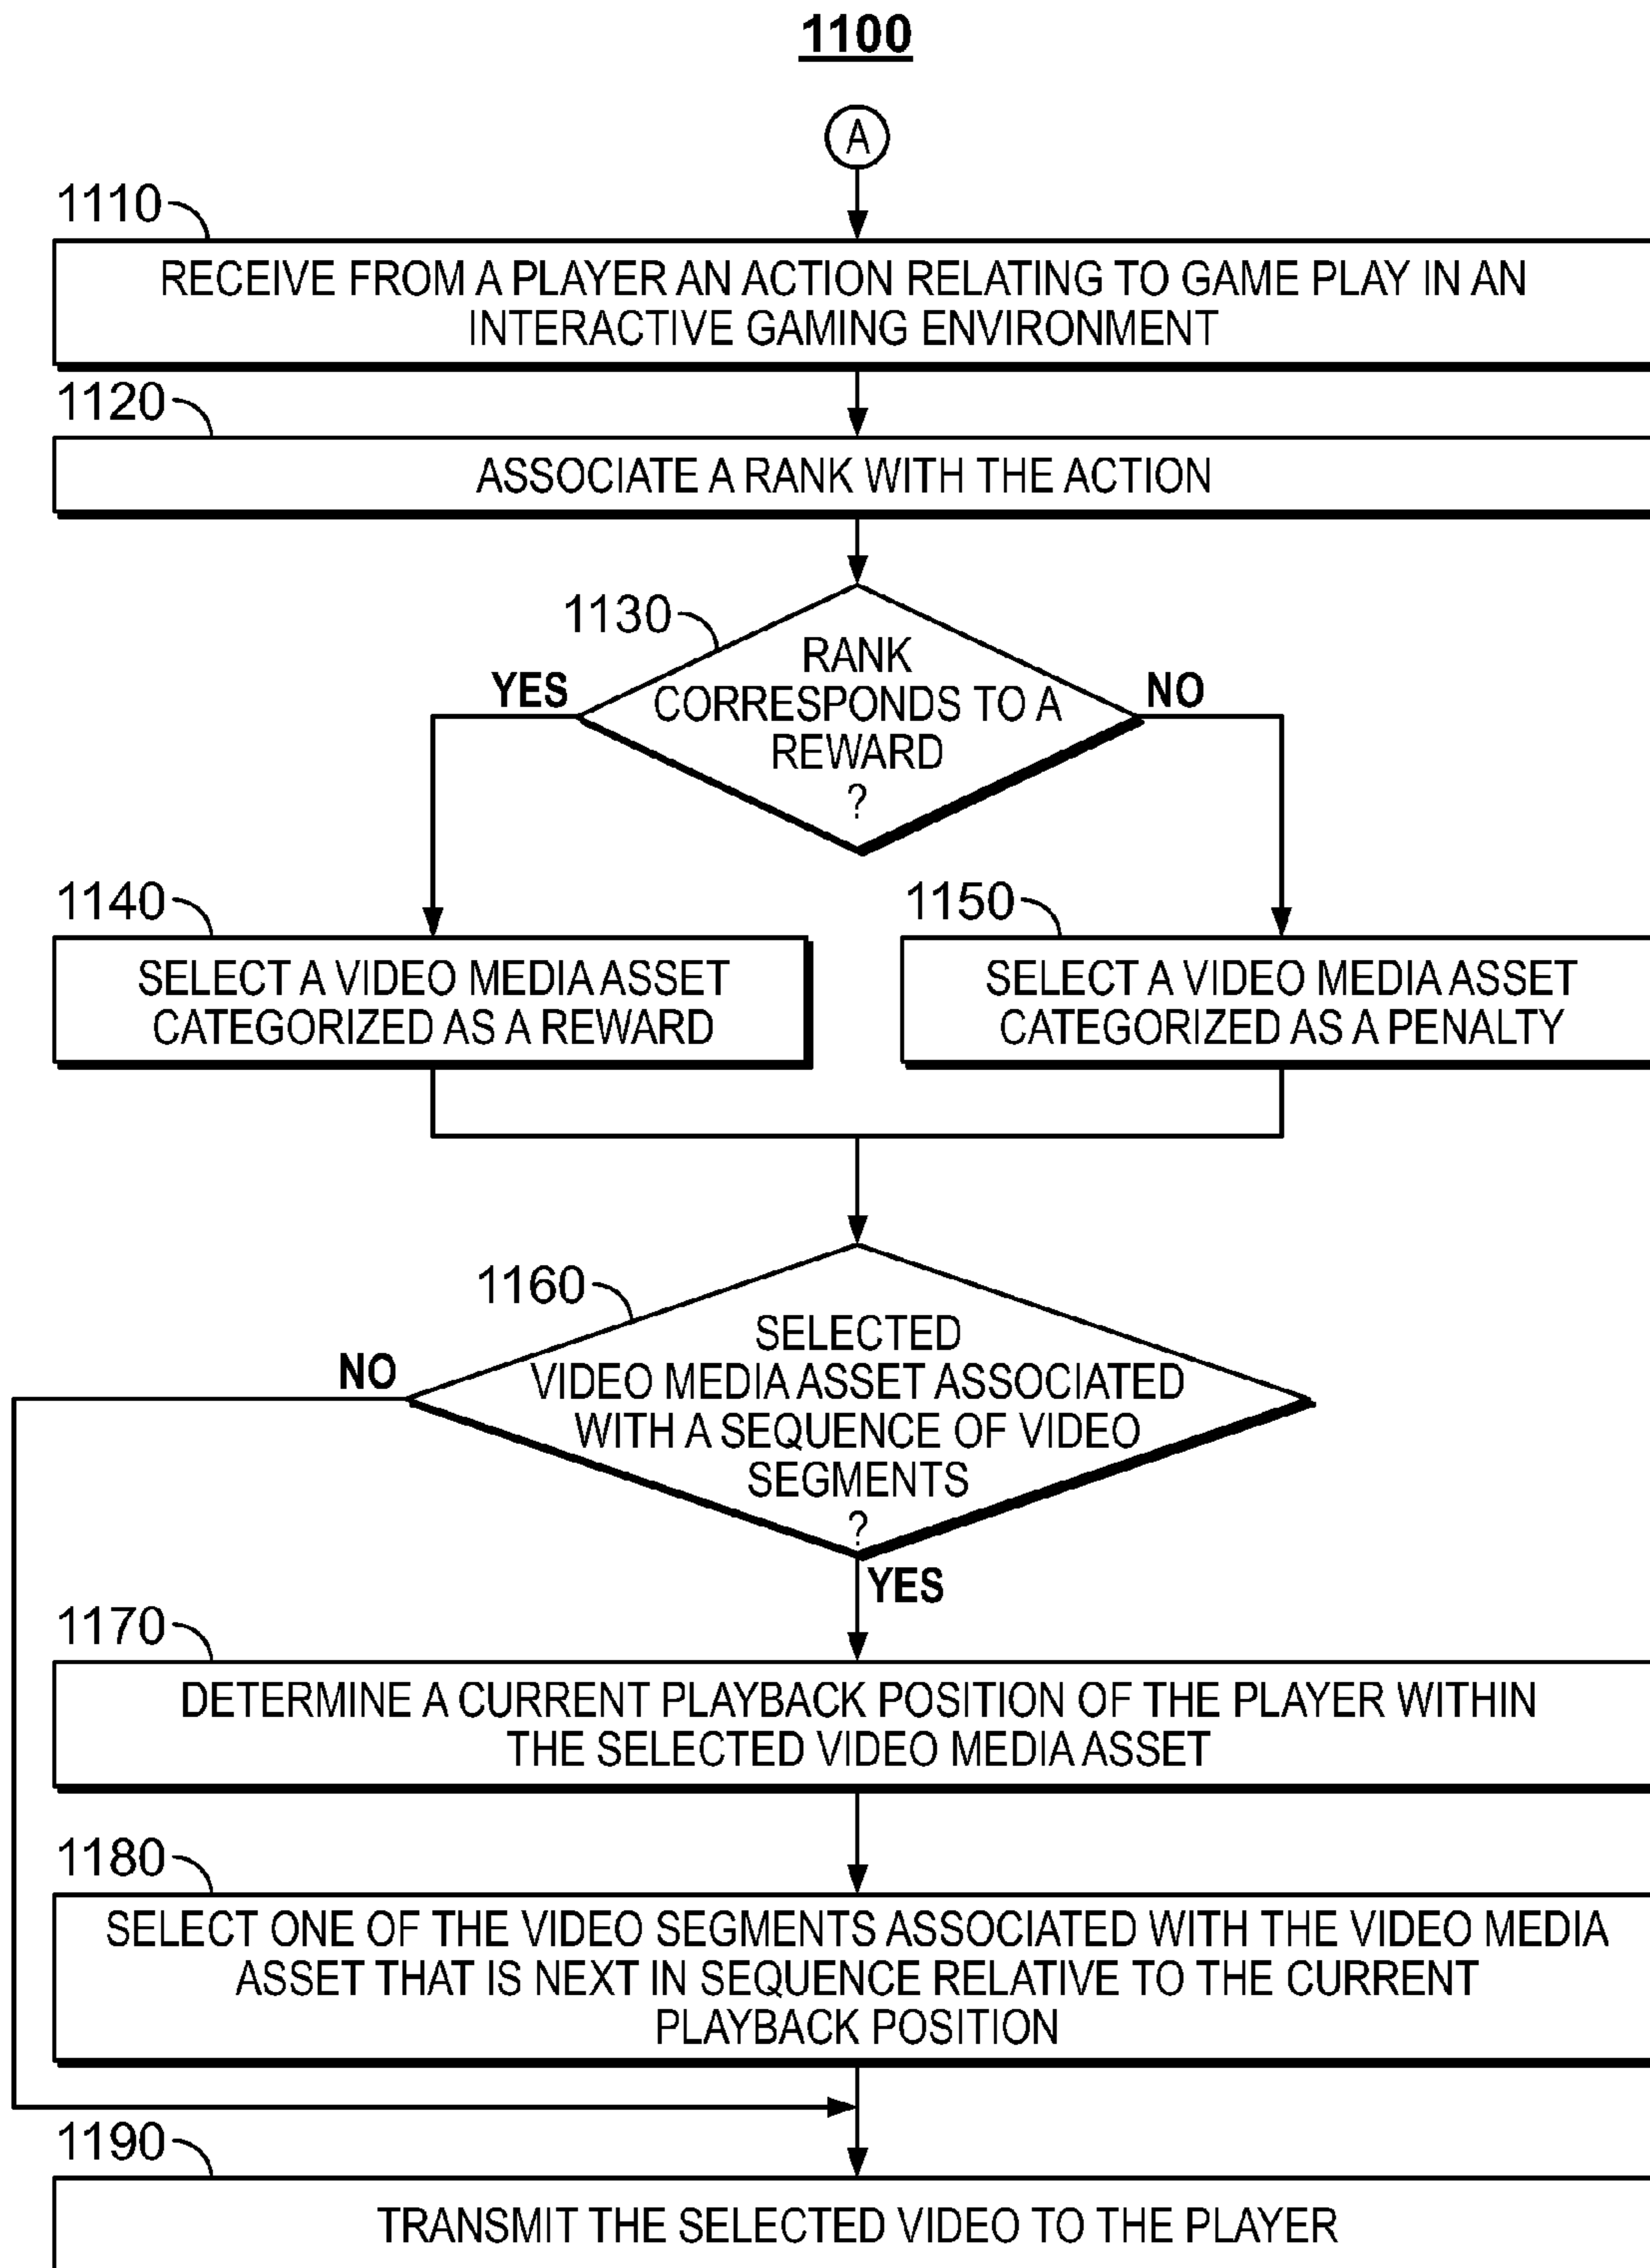 1100
A
1110
RECEIVE FROM A PLAYER AN ACTION RELATING TO GAME PLAY IN AN
INTERACTIVE GAMING ENVIRONMENT
1120
ASSOCIATE A RANK WITH THE ACTION
1130
RANK
CORRESPONDS TO A
REWARD
?
YES
NO
1140
SELECT A VIDEO MEDIA ASSET
CATEGORIZED AS A REWARD
1150
SELECT A VIDEO MEDIA ASSET
CATEGORIZED AS A PENALTY
1160
SELECTED
VIDEO MEDIA ASSET ASSOCIATED
WITH A SEQUENCE OF VIDEO
SEGMENTS
?
NO
YES
1170
DETERMINE A CURRENT PLAYBACK POSITION OF THE PLAYER WITHIN
THE SELECTED VIDEO MEDIA ASSET
1180
SELECT ONE OF THE VIDEO SEGMENTS ASSOCIATED WITH THE VIDEO MEDIA
ASSET THAT IS NEXT IN SEQUENCE RELATIVE TO THE CURRENT
PLAYBACK POSITION
1190
TRANSMIT THE SELECTED VIDEO TO THE PLAYER